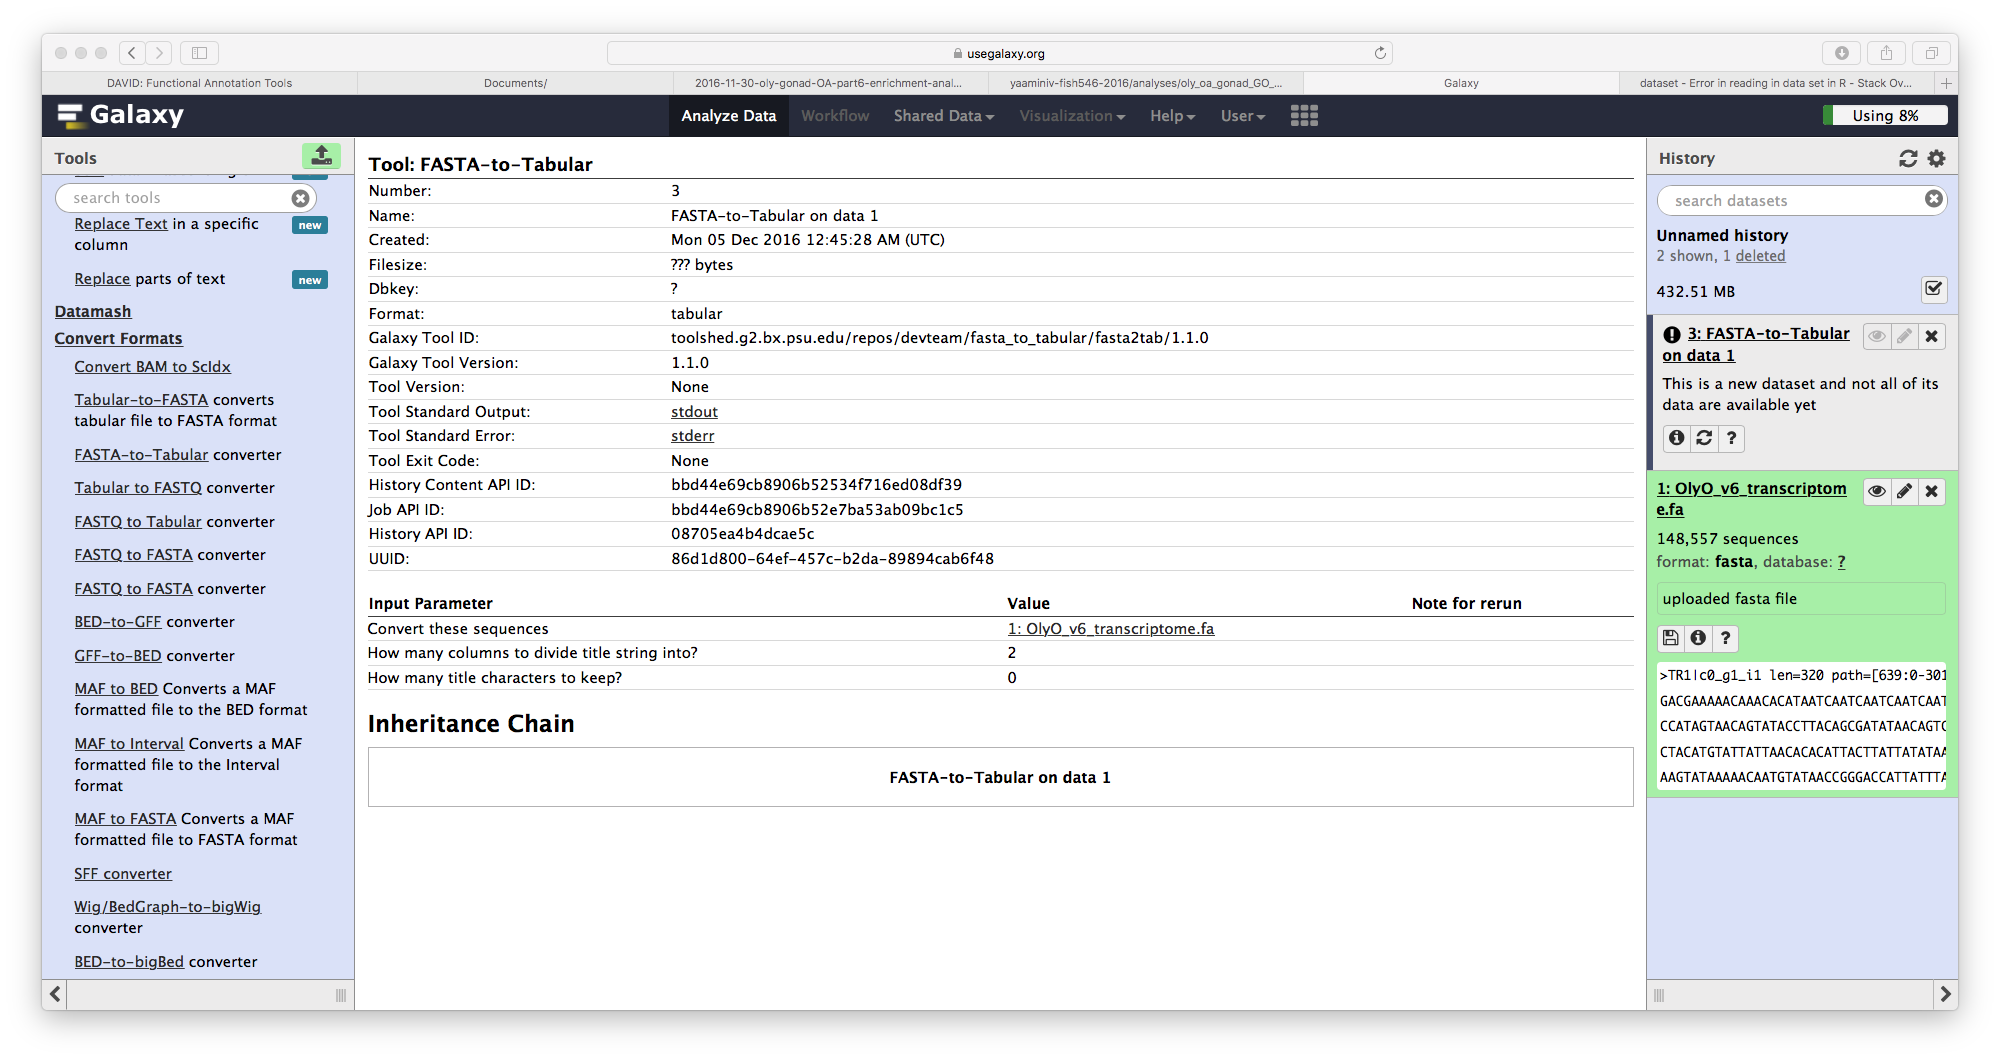 usegalaxy.org
DAVID: Functional Annotation Tools
Documents/
2016-11-30-oly-gonad-OA-part6-enrichment-anal...
yaaminiv-fish546-2016/analyses/oly_oa_gonad_GO_...
Galaxy
dataset - Error in reading in data set in R - Stack Ov...
Galaxy
Analyze Data
Workflow
Shared Data
Visualization
Help
User
Using 8%
Tools
search tools
Replace Text in a specific
column
new
Replace parts of text
new
Datamash
Convert Formats
Convert BAM to ScIdx
Tabular-to-FASTA converts
tabular file to FASTA format
FASTA-to-Tabular converter
Tabular to FASTQ converter
FASTQ to Tabular converter
FASTQ to FASTA converter
FASTQ to FASTA converter
BED-to-GFF converter
GFF-to-BED converter
MAF to BED Converts a MAF
formatted file to the BED format
MAF to Interval Converts a MAF
formatted file to the Interval
format
MAF to FASTA Converts a MAF
formatted file to FASTA format
SFF converter
Wig/BedGraph-to-bigWig
converter
BED-to-bigBed converter
Tool: FASTA-to-Tabular
Number: 3
Name: FASTA-to-Tabular on data 1
Created: Mon 05 Dec 2016 12:45:28 AM (UTC)
Filesize: ??? bytes
Dbkey: ?
Format: tabular
Galaxy Tool ID: toolshed.g2.bx.psu.edu/repos/devteam/fasta_to_tabular/fasta2tab/1.1.0
Galaxy Tool Version: 1.1.0
Tool Version: None
Tool Standard Output: stdout
Tool Standard Error: stderr
Tool Exit Code: None
History Content API ID: bbd44e69cb8906b52534f716ed08df39
Job API ID: bbd44e69cb8906b52e7ba53ab09bc1c5
History API ID: 08705ea4b4dcae5c
UUID: 86d1d800-64ef-457c-b2da-89894cab6f48
Input Parameter Value Note for rerun
Convert these sequences 1: OlyO_v6_transcriptome.fa
How many columns to divide title string into? 2
How many title characters to keep? 0
Inheritance Chain
FASTA-to-Tabular on data 1
History
search datasets
Unnamed history
2 shown, 1 deleted
432.51 MB
3: FASTA-to-Tabular
on data 1
This is a new dataset and not all of its
data are available yet
?
1: OlyO_v6_transcriptom
e.fa
148,557 sequences
format: fasta, database: ?
uploaded fasta file
?
>TR1|c0_g1_i1 len=320 path=[639:0-301
GACGAAAAACAAACACATAATCAATCAATCAATCAAT
CCATAGTAACAGTATACCTTACAGCGATATAACAGTC
CTACATGTATTATTAACACACATTACTTATTATATAA
AAGTATAAAAACAATGTATAACCGGGACCATTATTTA